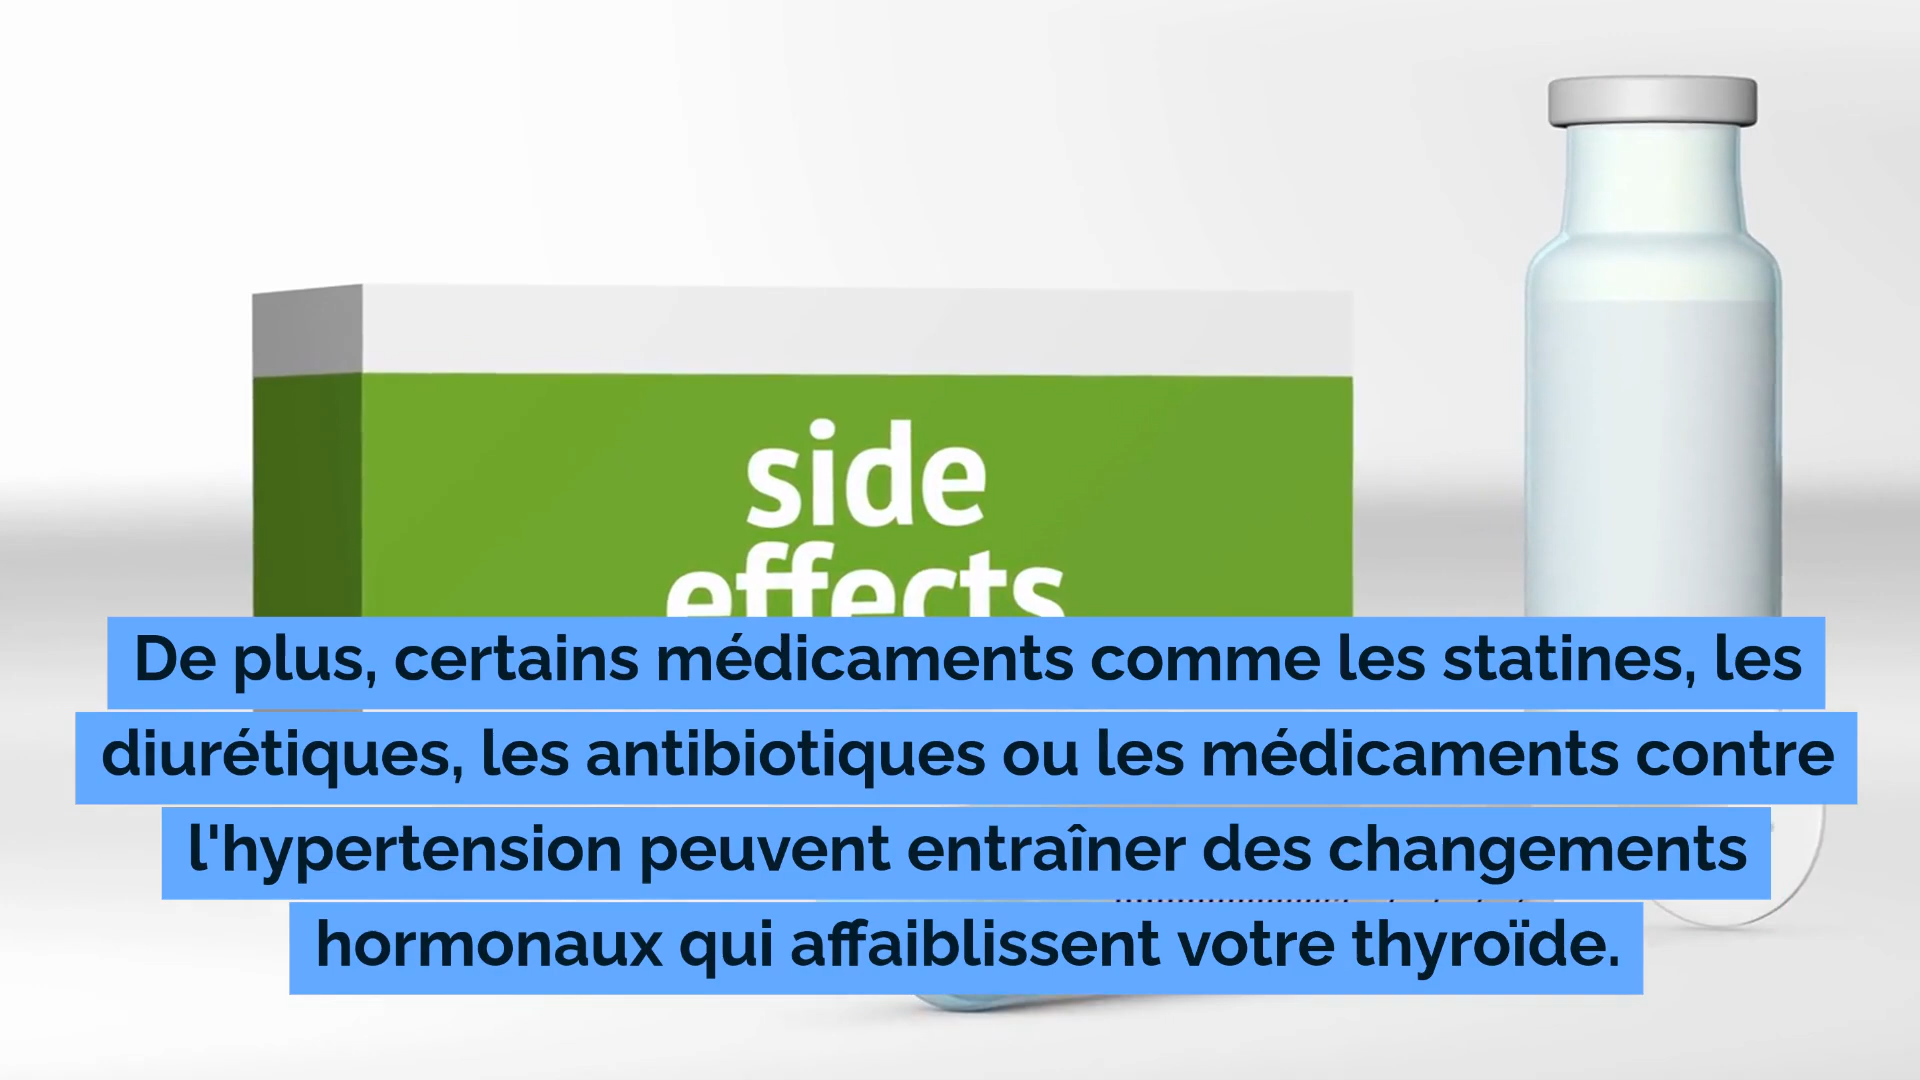 side
effects
De plus, certains médicaments comme les statines, les
diurétiques, les antibiotiques ou les médicaments contre
l'hypertension peuvent entraîner des changements
hormonaux qui affaiblissent votre thyroïde.